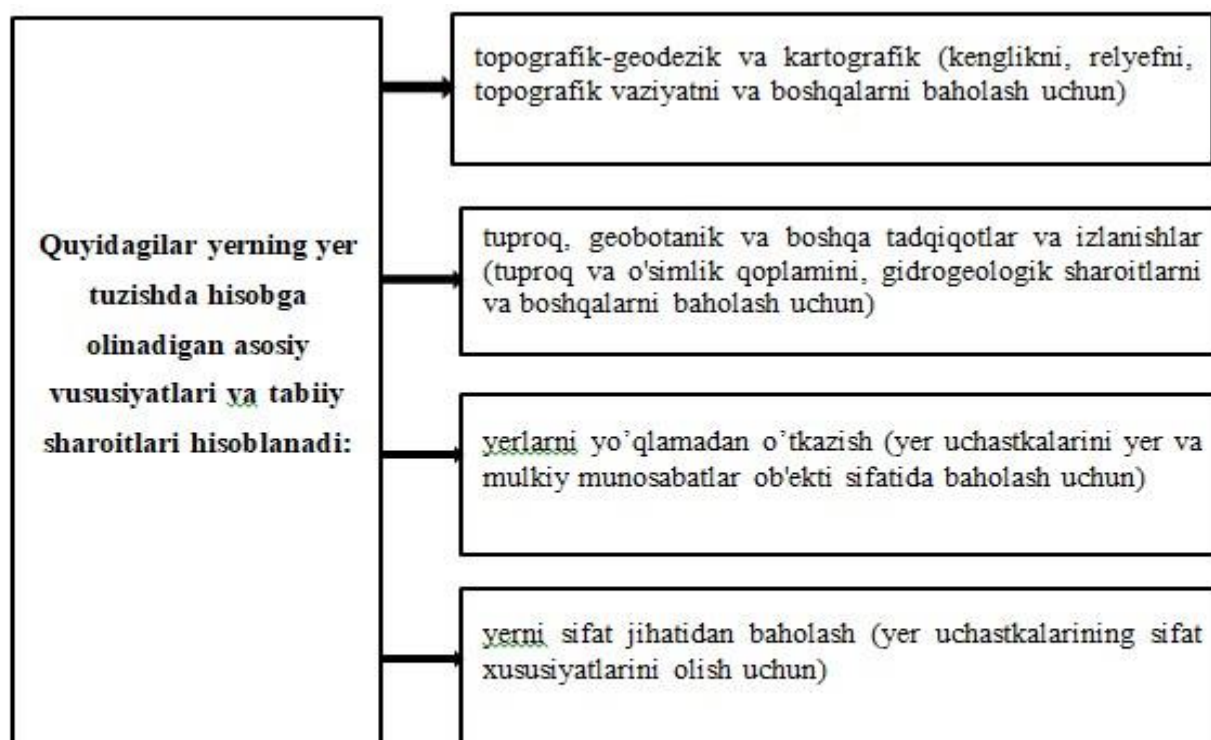 Quyidagilar yerning yer
tuzishda hisobga
olinadigan asosiy
vususiyatlari ya tabiiy
sharoitlari hisoblanadi:
topografik-geodezik va kartografik (kenglikni, relyefni,
topografik vaziyatni va boshqalarni baholash uchun)
tuproq, geobotanik va boshqa tadqiqotlar va izlanishlar
(tuproq va o'simlik qoplamini, gidrogeologik sharoitlarni
va boshqalarni baholash uchun)
yerlarni yo’qlamadan o’tkazish (yer uchastkalarini yer va
mulkiy munosabatlar ob'ekti sifatida baholash uchun)
yerni sifat jihatidan baholash (yer uchastkalarining sifat
xususiyatlarini olish uchun)